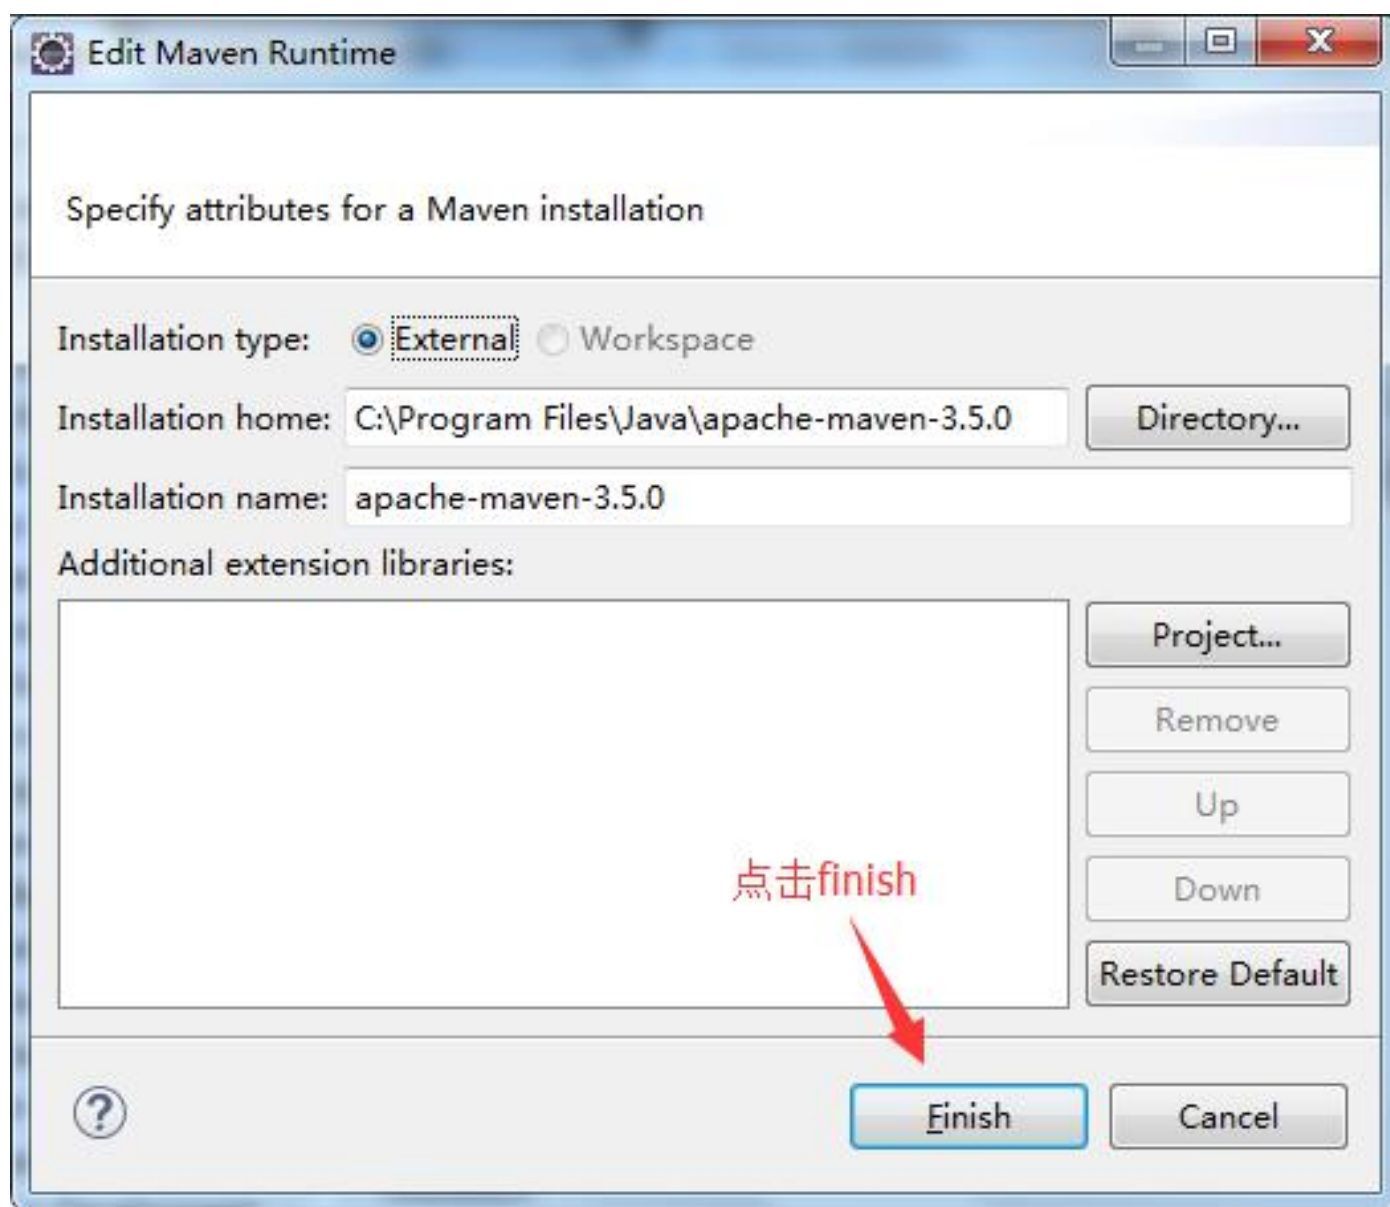 Edit Maven Runtime
Specify attributes for a Maven installation
Installation type: External Workspace
Installation home: C:\Program Files\Java\apache-maven-3.5.0 Directory...
Installation name: apache-maven-3.5.0
Additional extension libraries:
Project...
Remove
Up
点击finish
Down
Restore Default
Finish Cancel